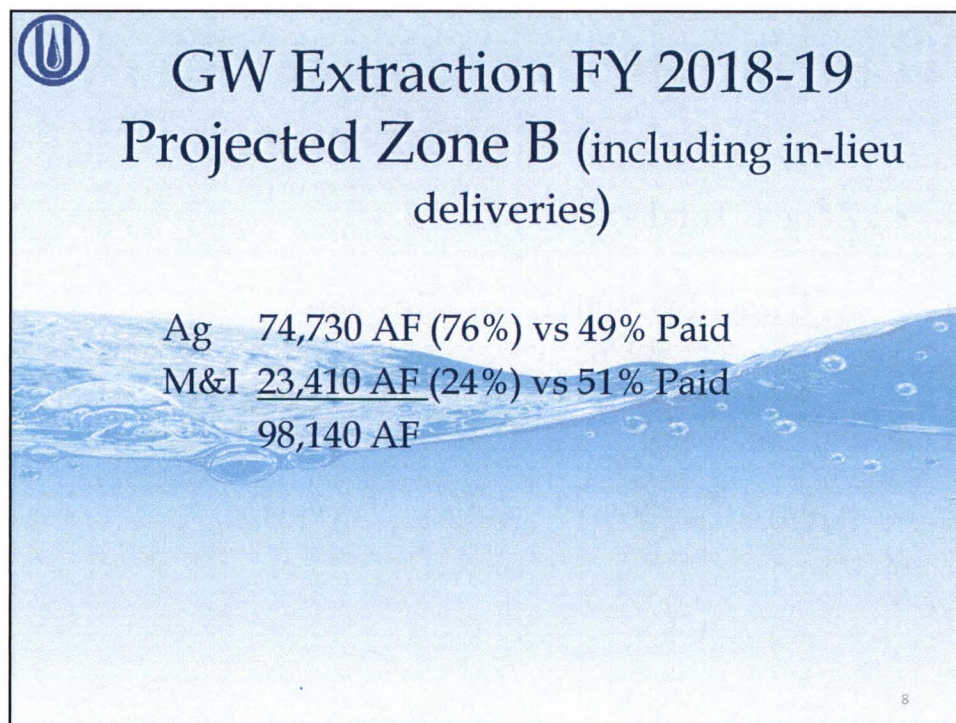 GW Extraction FY 2018-19
Projected Zone B (including in-lieu
deliveries)
Ag 74,730 AF (76%) vs 49% Paid
M&I 23,410 AF (24%) vs 51% Paid
98,140 AF
8